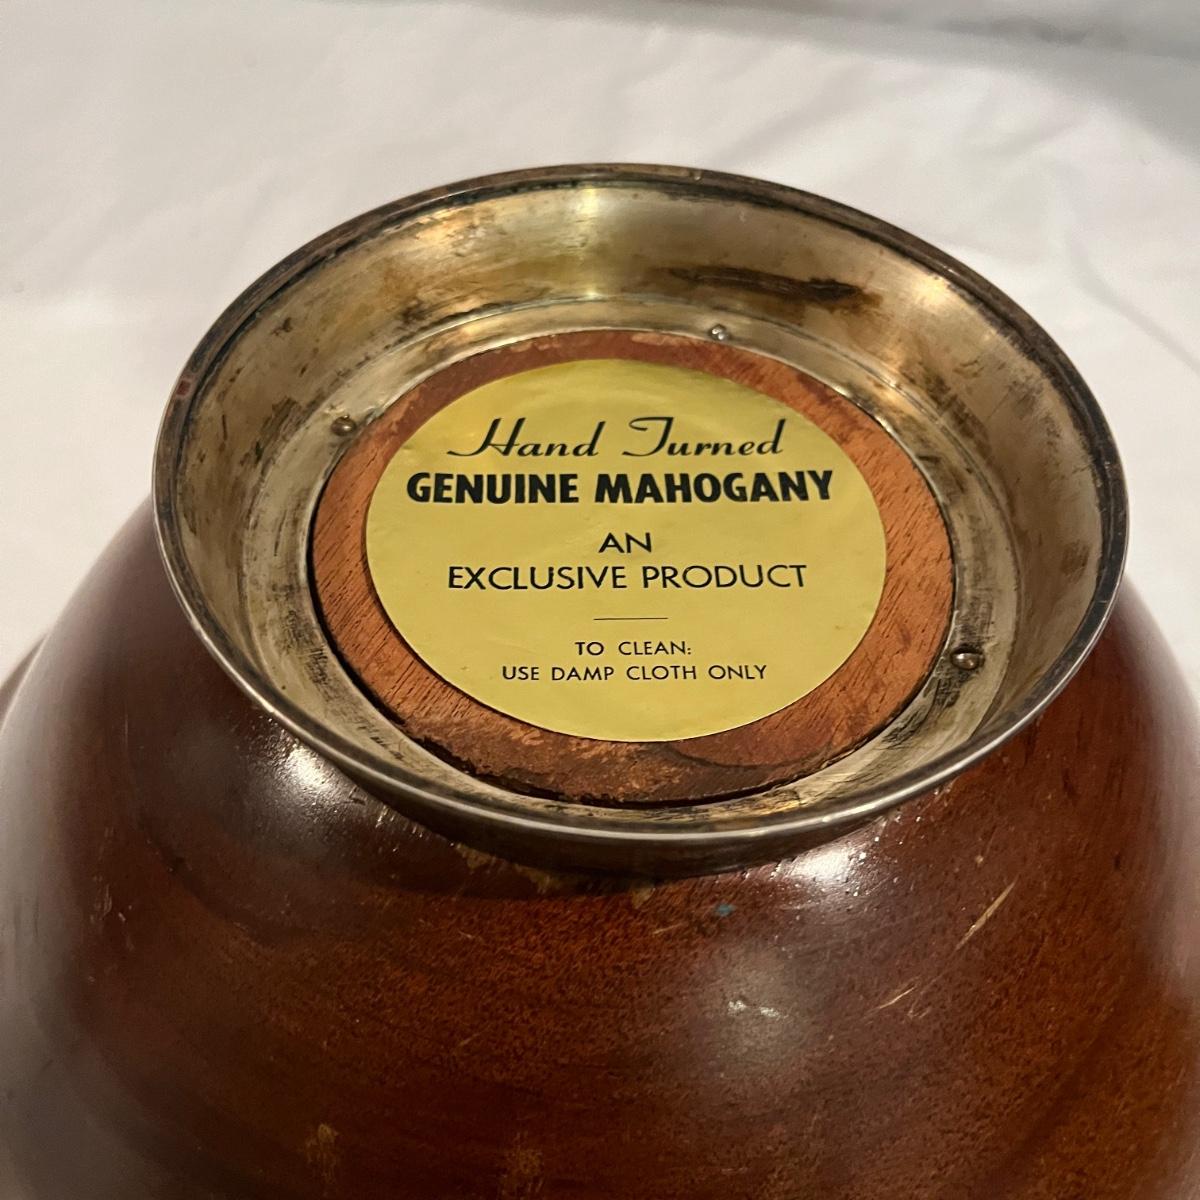 Hand Turned
GENUINE MAHOGANY
AN
EXCLUSIVE PRODUCT
TO CLEAN:
USE DAMP CLOTH ONLY